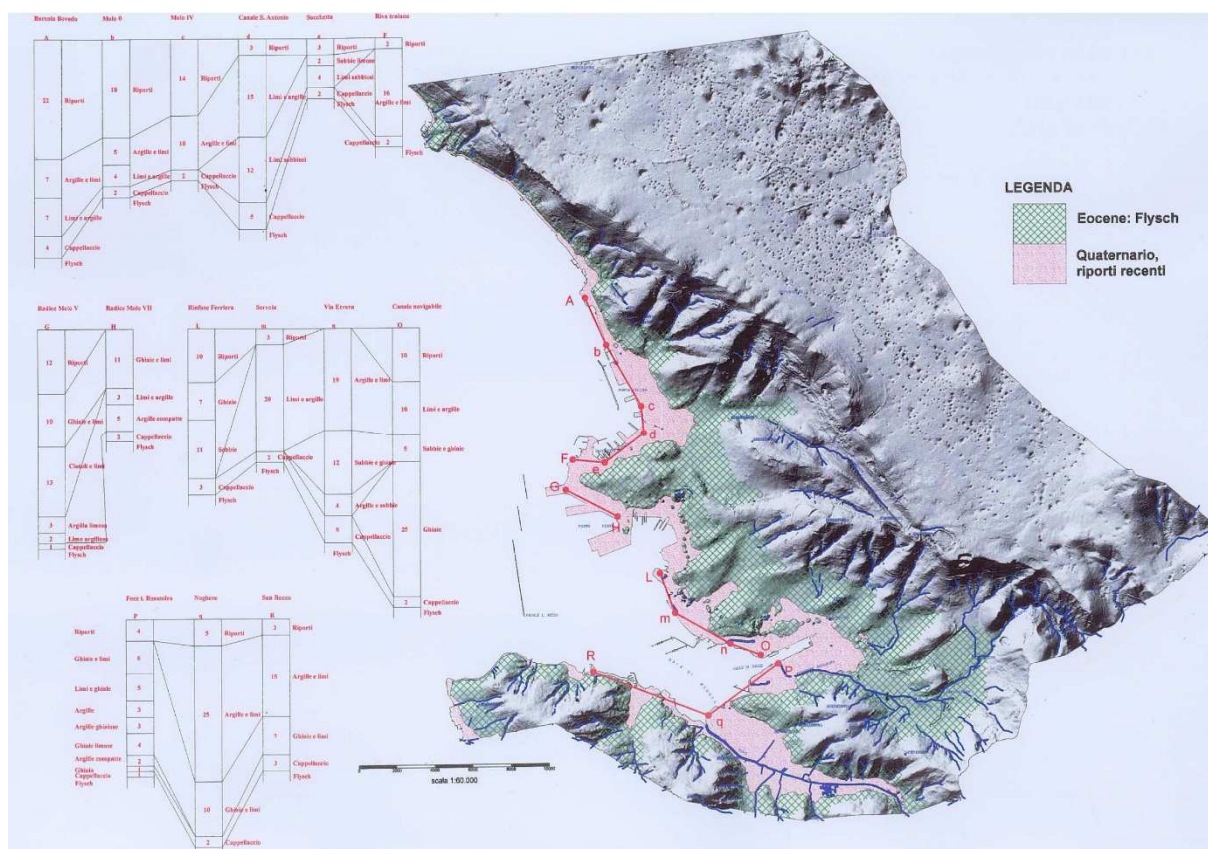 Barcola Bovedo
Molo 0
Molo IV
Canale S. Antonio
Sacchetta
Riva traiana
A
b
c
d
e
F
22 Riporti
7 Argille e limi
7 Limi e argille
4 Cappellaccio
Flysch
18 Riporti
5 Argille e limi
4 Limi e argille
2 Cappellaccio
Flysch
14 Riporti
10 Argille e limi
2 Cappellaccio
Flysch
3 Riporti
15 Limi e argille
12 Limi sabbiosi
5 Cappellaccio
Flysch
3 Riporti
2 Sabbie limose
4 Limi sabbiosi
2 Cappellaccio
Flysch
2 Riporti
16 Argille e limi
Cappellaccio 2
Flysch
Radice Molo V
Radice Molo VII
G
H
12 Riporti
10 Ghiaie e limi
13
3 Argilla limosa
2 Limo argilloso
1 Cappellaccio
Flysch
11 Ghiaie e limi
3 Limi e argille
5 Argille compatte
Cappellaccio
Flysch
Rinfuse Ferriera
Servola
Via Errera
Canale navigabile
L
m
n
O
10 Riporti
7 Ghiaie
11 Sabbie
3 Cappellaccio
Flysch
3 Riporti
20 Limi e argille
2 Cappellaccio
Flysch
19 Argille e limi
12 Sabbie e ghiaie
4 Argille e sabbie
Cappellaccio
Flysch
10 Riporti
10 Limi e argille
5 Sabbie e ghiaie
25 Ghiaie
2 Cappellaccio
Flysch
Noghere
San Rocco
P
q
R
Riporti 4
Ghiaie e limi 6
Limi e ghiaie 5
Argille 3
Argille ghiaiose 3
Ghiaie limose 4
Argille compatte 2
Ghiaie 1
Cappellaccio 1
Flysch
5 Riporti
25 Argille e limi
10 Ghiaie e limi
2 Cappellaccio
3 Riporti
15 Argille e limi
7 Ghiaie e limi
3 Cappellaccio
Flysch
LEGENDA
Eocene: Flysch
Quaternario,
riporti recenti
A
b
c
d
F
e
G
H
L
m
n
O
P
R
q
0 2000 4000 6000 8000 10000
scala 1:60.000